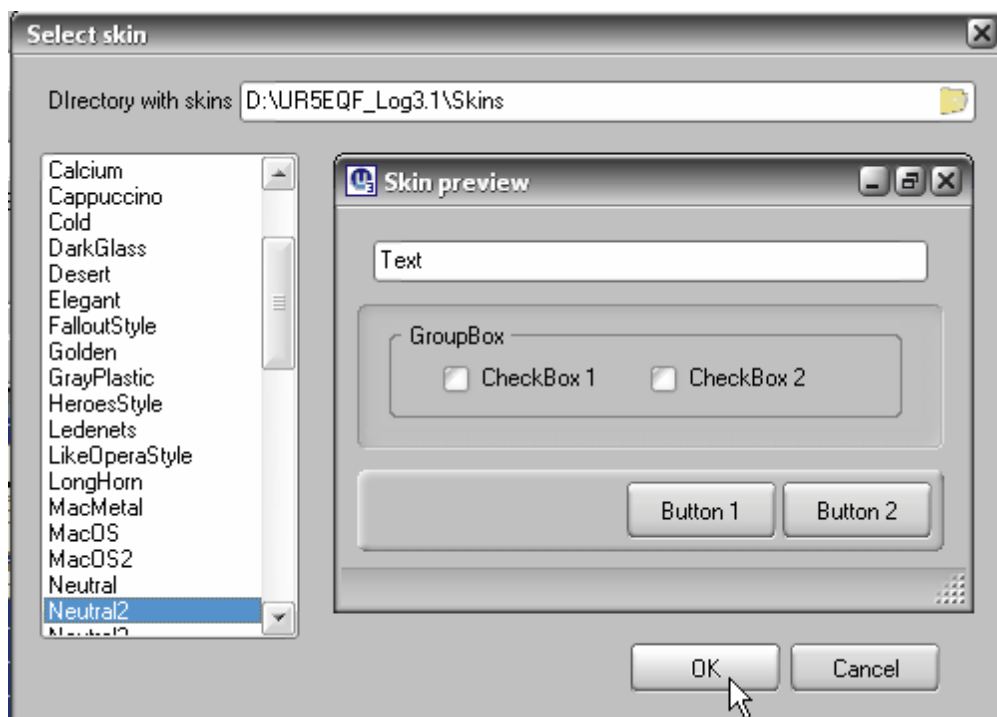 Select skin
DIrectory with skins D:\UR5EQF_Log3.1\Skins
Calcium
Cappuccino
Cold
DarkGlass
Desert
Elegant
FalloutStyle
Golden
GrayPlastic
HeroesStyle
Ledenets
LikeOperaStyle
LongHorn
MacMetal
MacOS
MacOS2
Neutral
Neutral2
Skin preview
Text
GroupBox
CheckBox 1 CheckBox 2
Button 1 Button 2
OK Cancel